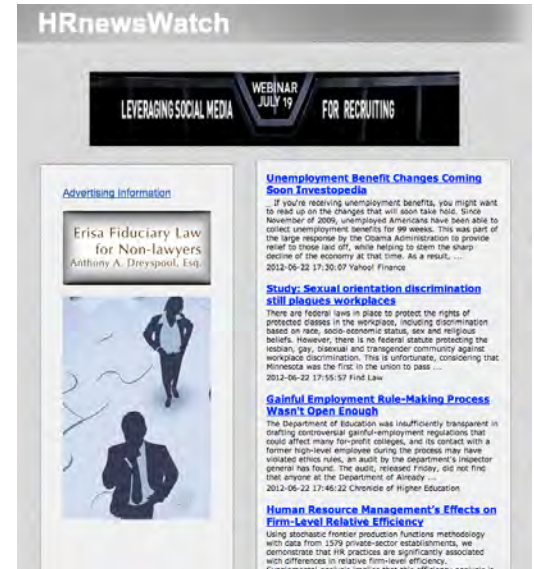 HRnewsWatch
LEVERAGING SOCIAL MEDIA
WEBINAR
JULY 19
FOR RECRUITING
Advertising Information
Erisa Fiduciary Law
for Non-lawyers
Anthony A. Dreyspool, Esq.
Unemployment Benefit Changes Coming
Soon Investopedia
_ If you're receiving unemployment benefits, you might want
to read up on the changes that will soon take hold. Since
November of 2009, unemployed Americans have been able to
collect unemployment benefits for 99 weeks. This was part of
the large response by the Obama Administration to provide
relief to those laid off, while helping to stem the sharp
decline of the economy at that time. As a result, ...
2012-06-22 17:30:07 Yahoo! Finance
Study: Sexual orientation discrimination
still plagues workplaces
There are federal laws in place to protect the rights of
protected classes in the workplace, including discrimination
based on race, socio-economic status, sex and religious
beliefs. However, there is no federal statute protecting the
lesbian, gay, bisexual and transgender community against
workplace discrimination. This is unfortunate, considering that
Minnesota was the first in the union to pass ...
2012-06-22 17:55:57 Find Law
Gainful Employment Rule-Making Process
Wasn't Open Enough
The Department of Education was insufficiently transparent in
drafting controversial gainful-employment regulations that
could affect many for-profit colleges, and its contact with a
former high-level employee during the process may have
violated ethics rules, an audit by the department's inspector
general has found. The audit, released Friday, did not find
that anyone at the Department of Already ...
2012-06-22 17:46:22 Chronicle of Higher Education
Human Resource Management's Effects on
Firm-Level Relative Efficiency
Using stochastic frontier production functions methodology
with data from 1579 private-sector establishments, we
demonstrate that HR practices are significantly associated
with differences in relative firm-level efficiency.